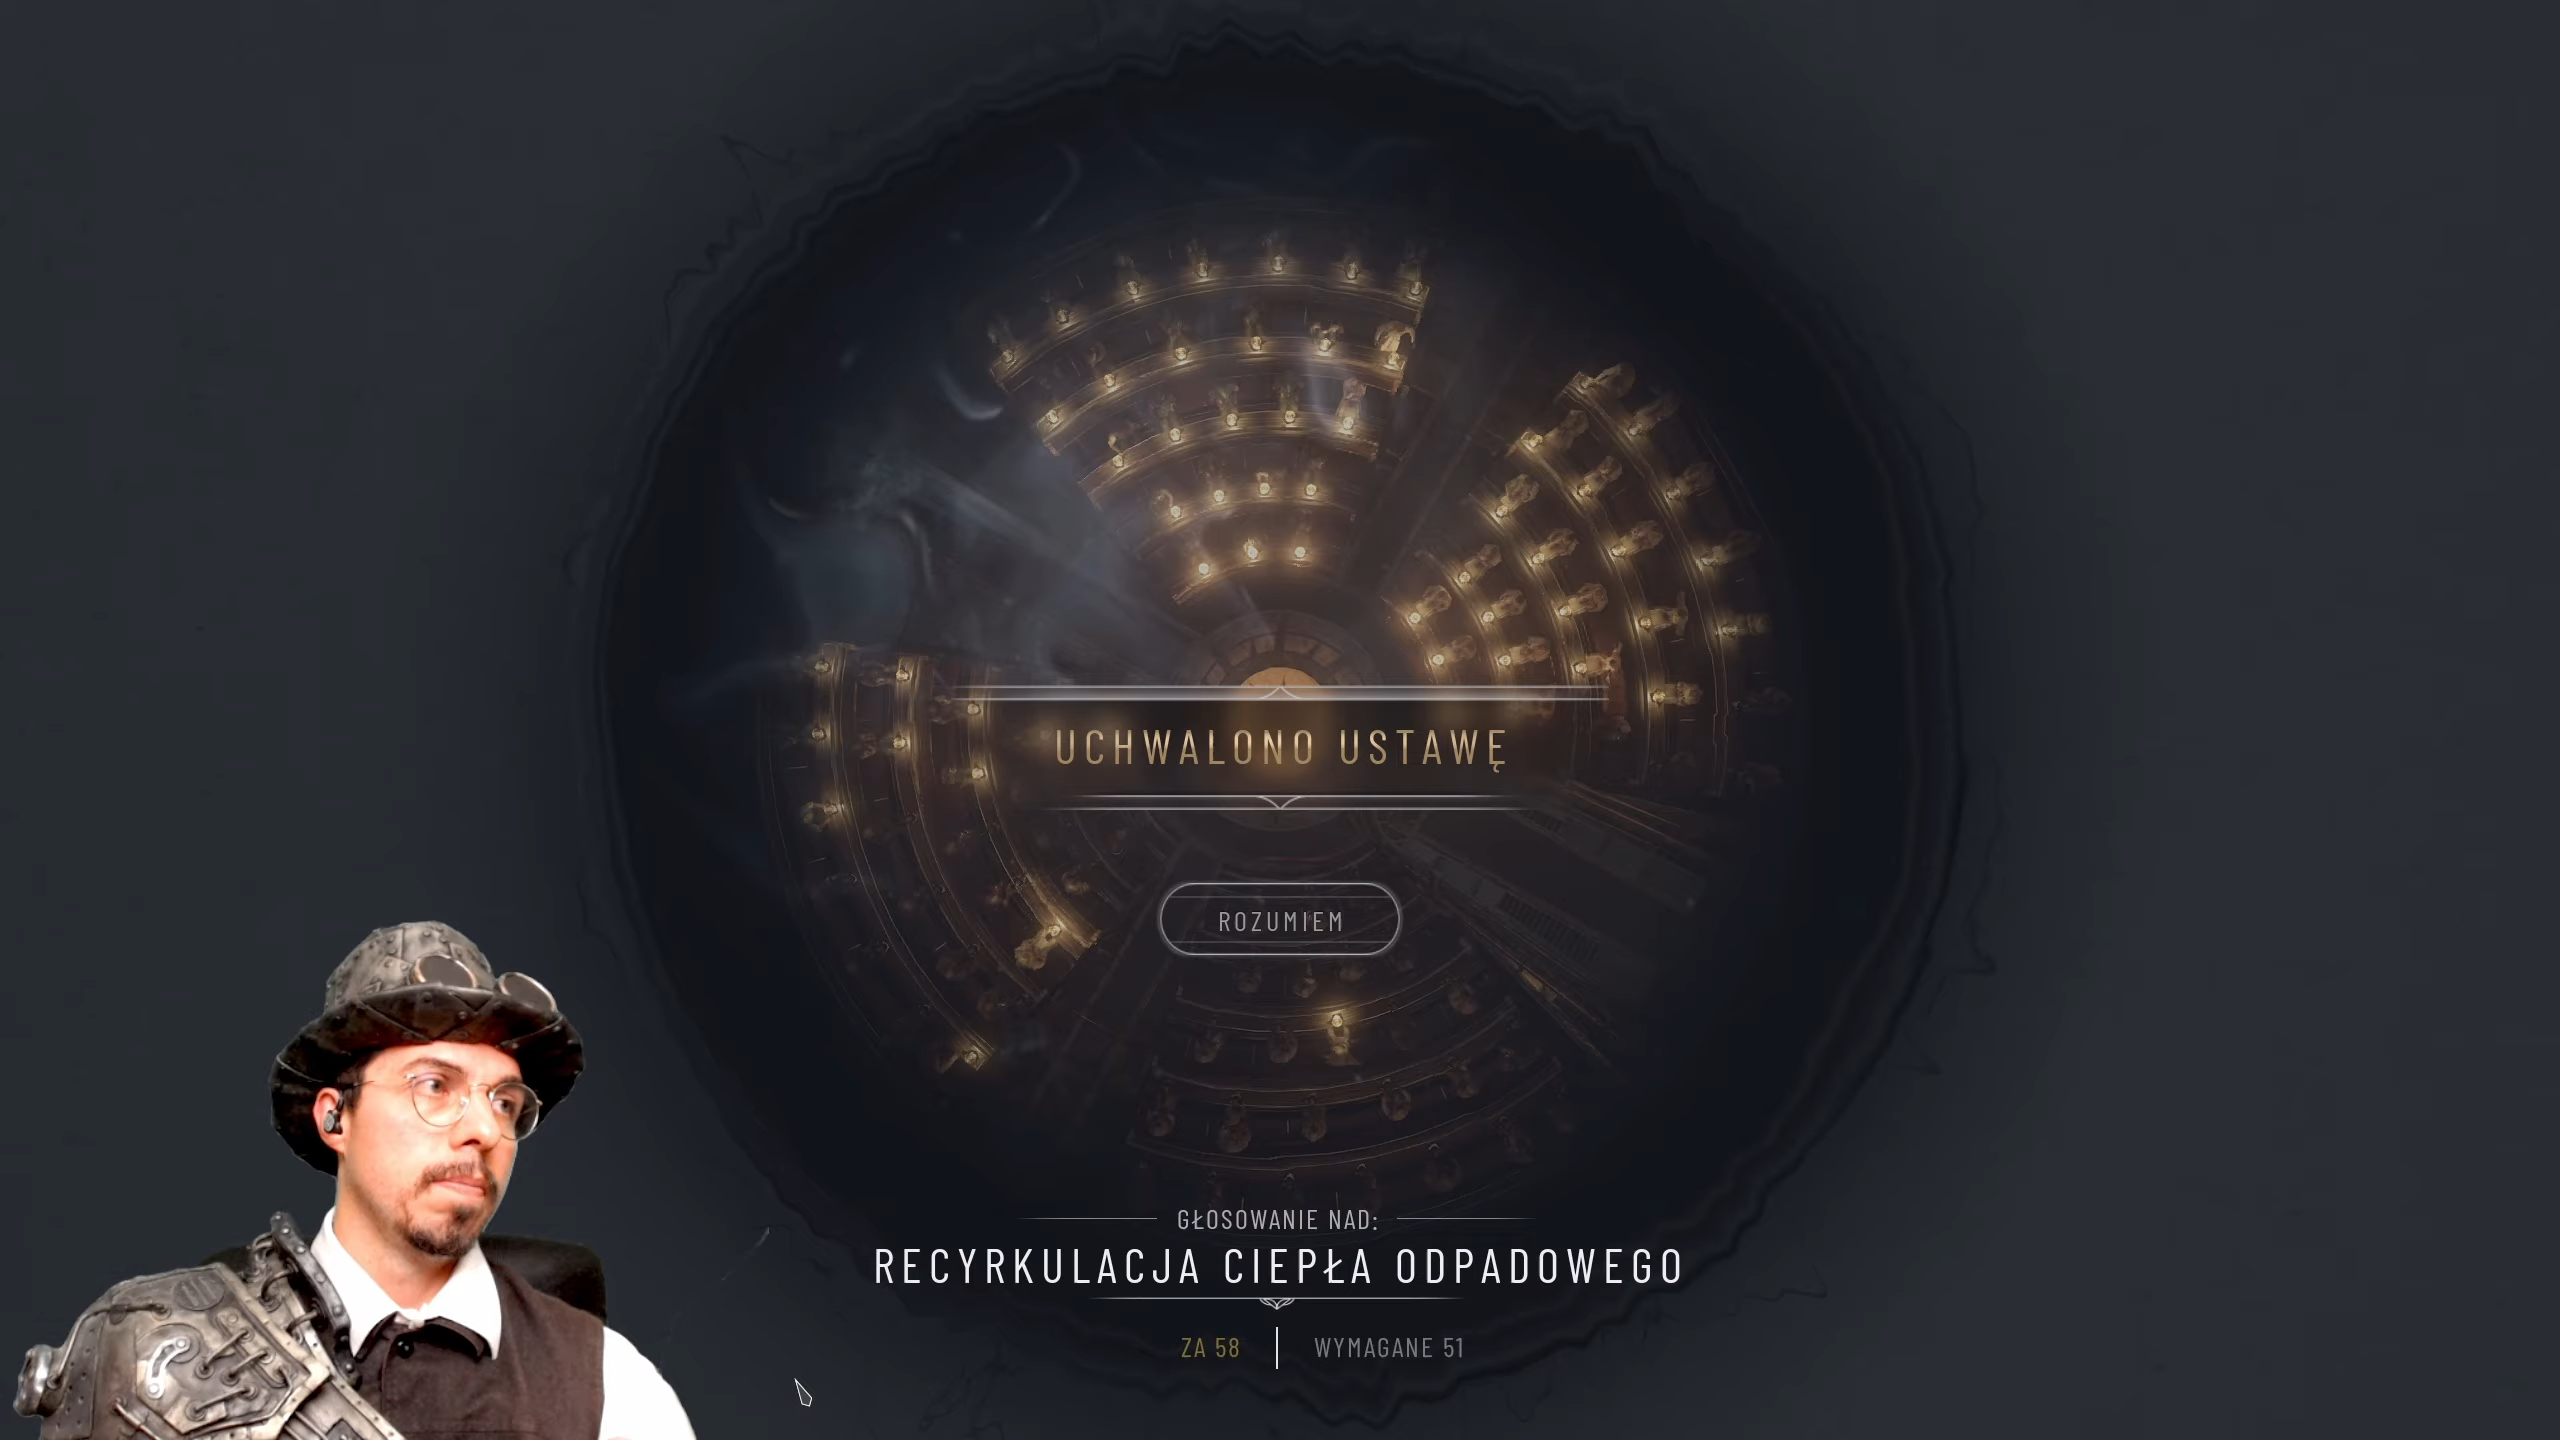 UCHWALONO USTAWĘ
ROZUMIEM
GŁOSOWANIE NAD:
RECYRKULACJA CIEPŁA ODPADOWEGO
ZA 58
WYMAGANE 51